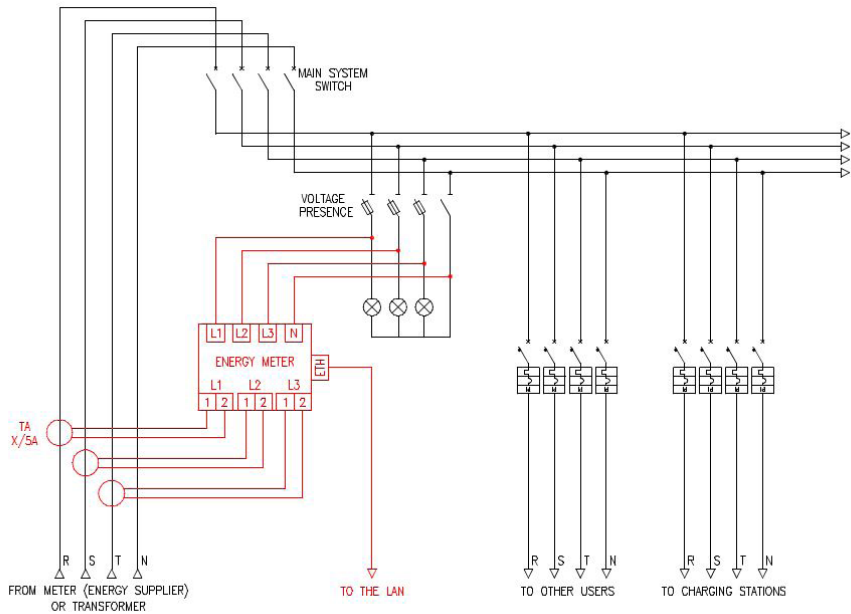 MAIN SYSTEM
SWITCH
VOLTAGE
PRESENCE
L1 L2 L3 N
ENERGY METER
ETH
L1 L2 L3
1 2 1 2 1 2
TA
X/5A
R S T N
R S T N
R S T N
FROM METER (ENERGY SUPPLIER)
OR TRANSFORMER
TO THE LAN
TO OTHER USERS
TO CHARGING STATIONS